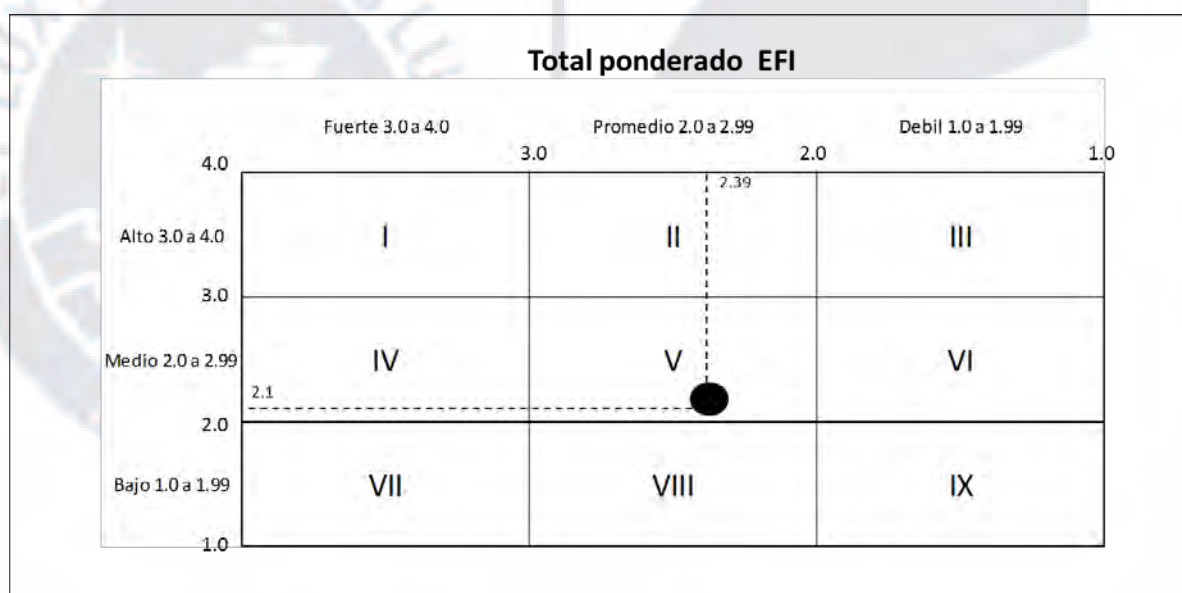 Total ponderado EFI
Fuerte 3.0 a 4.0 Promedio 2.0 a 2.99 Debil 1.0 a 1.99
4.0 3.0 2.0 1.0
2.39
Alto 3.0 a 4.0 I II III
3.0
Medio 2.0 a 2.99 IV V VI
2.1
2.0
Bajo 1.0 a 1.99 VII VIII IX
1.0